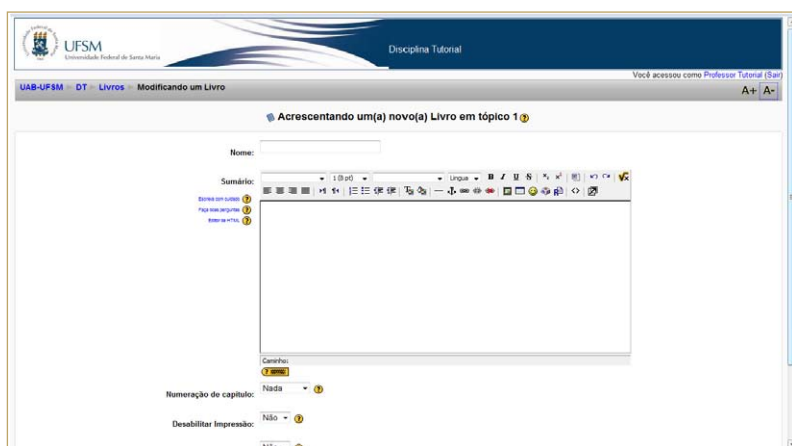 UFSM
Universidade Federal de Santa Maria
Disciplina Tutorial
Você acessou como Professor Tutorial (Sair)
UAB-UFSM DT Livros Modificando um Livro
A+ A-
Acrescentando um(a) novo(a) Livro em tópico 1
Nome:
Sumário:
1 (8 pt) Lingua B I U S
Escreva com cuidado
Faça boas perguntas
Editor de HTML
Caminho:
Numeração de capítulo: Nada
Desabilitar Impressão: Não